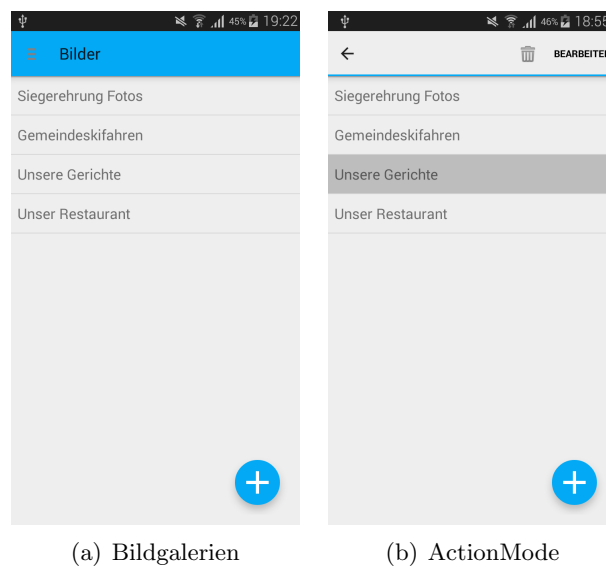 45% 19:22
Bilder
Siegerehrung Fotos
Gemeindeskifahren
Unsere Gerichte
Unser Restaurant
(a) Bildgalerien
46% 18:55
BEARBEITEN
Siegerehrung Fotos
Gemeindeskifahren
Unsere Gerichte
Unser Restaurant
(b) ActionMode